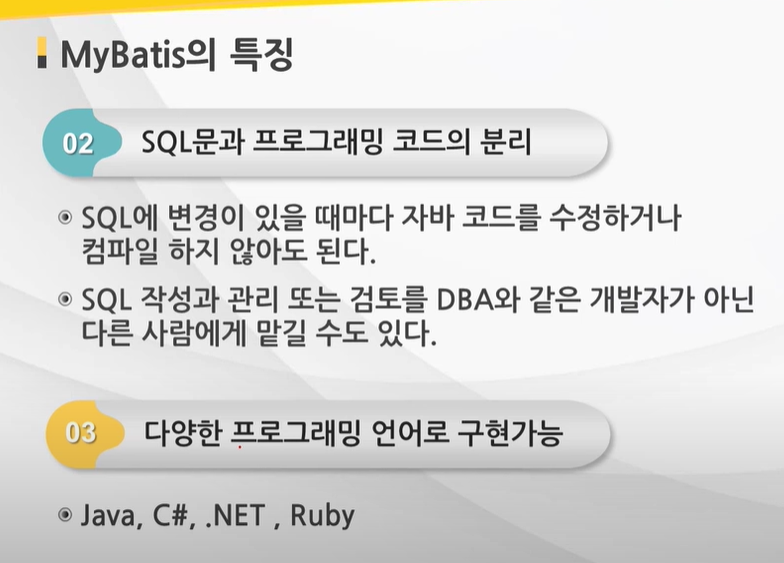 MyBatis의 특징
02 SQL문과 프로그래밍 코드의 분리
SQL에 변경이 있을 때마다 자바 코드를 수정하거나
컴파일 하지 않아도 된다.
SQL 작성과 관리 또는 검토를 DBA와 같은 개발자가 아닌
다른 사람에게 맡길 수도 있다.
03 다양한 프로그래밍 언어로 구현가능
Java, C#, .NET , Ruby